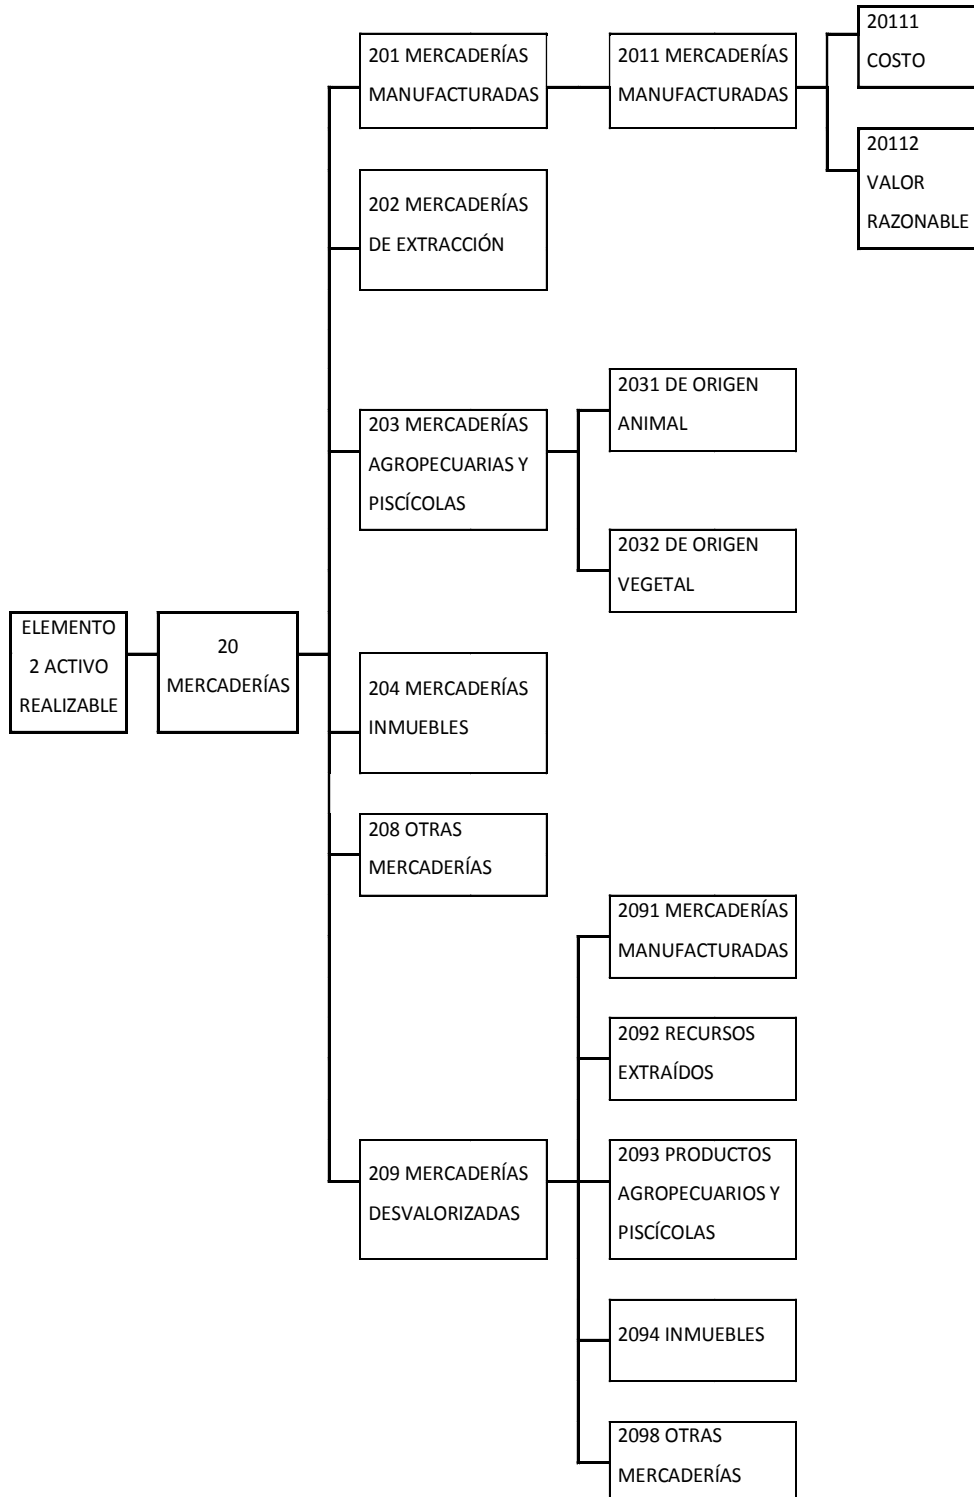 20111
COSTO
201 MERCADERÍAS
MANUFACTURADAS
2011 MERCADERÍAS
MANUFACTURADAS
20112
VALOR
RAZONABLE
202 MERCADERÍAS
DE EXTRACCIÓN
2031 DE ORIGEN
ANIMAL
203 MERCADERÍAS
AGROPECUARIAS Y
PISCÍCOLAS
2032 DE ORIGEN
VEGETAL
ELEMENTO
2 ACTIVO
REALIZABLE
20
MERCADERÍAS
204 MERCADERÍAS
INMUEBLES
208 OTRAS
MERCADERÍAS
2091 MERCADERÍAS
MANUFACTURADAS
2092 RECURSOS
EXTRAÍDOS
209 MERCADERÍAS
DESVALORIZADAS
2093 PRODUCTOS
AGROPECUARIOS Y
PISCÍCOLAS
2094 INMUEBLES
2098 OTRAS
MERCADERÍAS